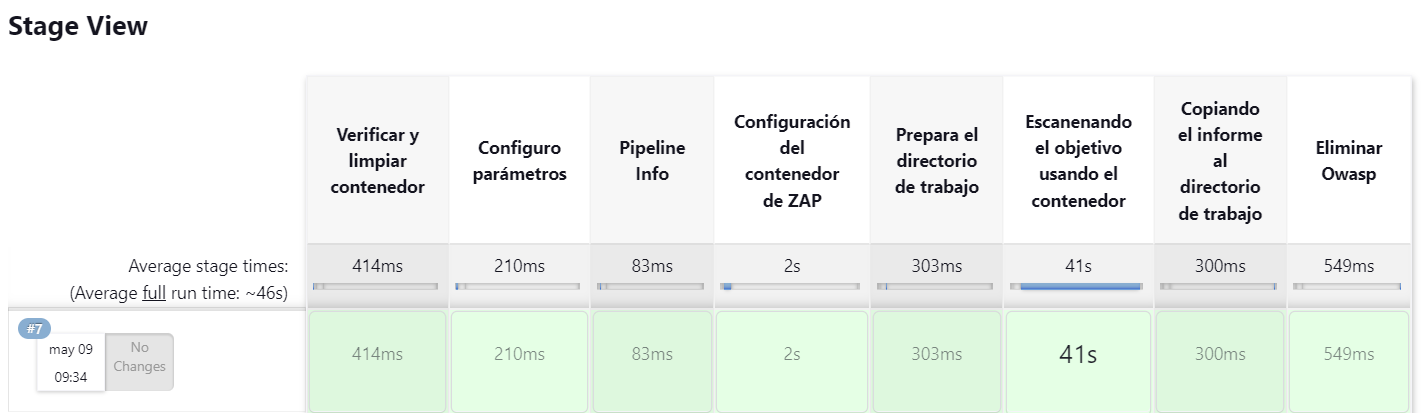 Stage View
Verificar y
limpiar
contenedor
Configuro
parámetros
Pipeline
Info
Configuración
del
contenedor
de ZAP
Prepara el
directorio
de trabajo
Escanenando
el objetivo
usando el
contenedor
Copiando
el informe
al
directorio
de trabajo
Eliminar
Owasp
Average stage times:
(Average full run time: ~46s)
414ms
210ms
83ms
2s
303ms
41s
300ms
549ms
#7
may 09
09:34
No
Changes
414ms
210ms
83ms
2s
303ms
41s
300ms
549ms